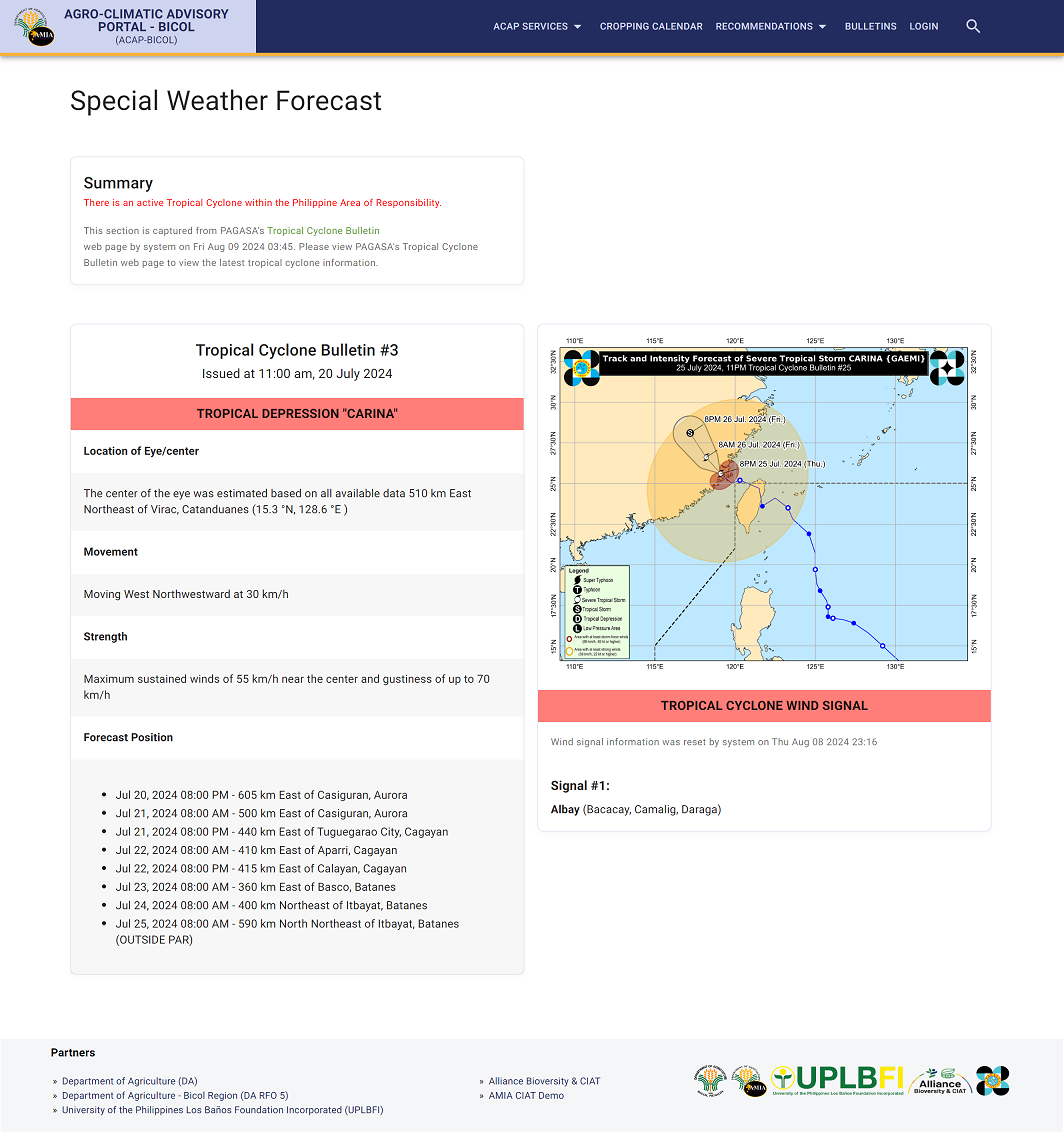 AGRO-CLIMATIC ADVISORY
PORTAL - BICOL
(ACAP-BICOL)
AMIA
ACAP SERVICES
CROPPING CALENDAR
RECOMMENDATIONS
BULLETINS
LOGIN
Special Weather Forecast
Summary
There is an active Tropical Cyclone within the Philippine Area of Responsibility.
This section is captured from PAGASA's Tropical Cyclone Bulletin
web page by system on Fri Aug 09 2024 03:45. Please view PAGASA's Tropical Cyclone
Bulletin web page to view the latest tropical cyclone information.
Tropical Cyclone Bulletin #3
Issued at 11:00 am, 20 July 2024
TROPICAL DEPRESSION "CARINA"
Location of Eye/center
The center of the eye was estimated based on all available data 510 km East
Northeast of Virac, Catanduanes (15.3 °N, 128.6 °E )
Movement
Moving West Northwestward at 30 km/h
Strength
Maximum sustained winds of 55 km/h near the center and gustiness of up to 70
km/h
Forecast Position
• Jul 20, 2024 08:00 PM - 605 km East of Casiguran, Aurora
• Jul 21, 2024 08:00 AM - 500 km East of Casiguran, Aurora
• Jul 21, 2024 08:00 PM - 440 km East of Tuguegarao City, Cagayan
• Jul 22, 2024 08:00 AM - 410 km East of Aparri, Cagayan
• Jul 22, 2024 08:00 PM - 415 km East of Calayan, Cagayan
• Jul 23, 2024 08:00 AM - 360 km East of Basco, Batanes
• Jul 24, 2024 08:00 AM - 400 km Northeast of Itbayat, Batanes
• Jul 25, 2024 08:00 AM - 590 km North Northeast of Itbayat, Batanes
(OUTSIDE PAR)
110°E 115°E 120°E 125°E 130°E
Track and Intensity Forecast of Severe Tropical Storm CARINA {GAEMI}
25 July 2024, 11PM Tropical Cyclone Bulletin #25
32°30'N 32°30'N
30°N 30°N
27°30'N 27°30'N
25°N 25°N
22°30'N 22°30'N
20°N 20°N
17°30'N 17°30'N
15°N 15°N
8PM 26 Jul. 2024 (Fri.)
8AM 26 Jul. 2024 (Fri.)
8PM 25 Jul. 2024 (Thu.)
S
Legend
Super Typhoon
T Typhoon
Severe Tropical Storm
S Tropical Storm
D Tropical Depression
L Low Pressure Area
110°E 115°E 120°E 125°E 130°E
TROPICAL CYCLONE WIND SIGNAL
Wind signal information was reset by system on Thu Aug 08 2024 23:16
Signal #1:
Albay (Bacacay, Camalig, Daraga)
Partners
» Department of Agriculture (DA)
» Department of Agriculture - Bicol Region (DA RFO 5)
» University of the Philippines Los Baños Foundation Incorporated (UPLBFI)
» Alliance Bioversity & CIAT
» AMIA CIAT Demo
AMIA
UPLBFI
University of the Philippines Los Baños Foundation Incorporated
Alliance
Bioversity & CIAT